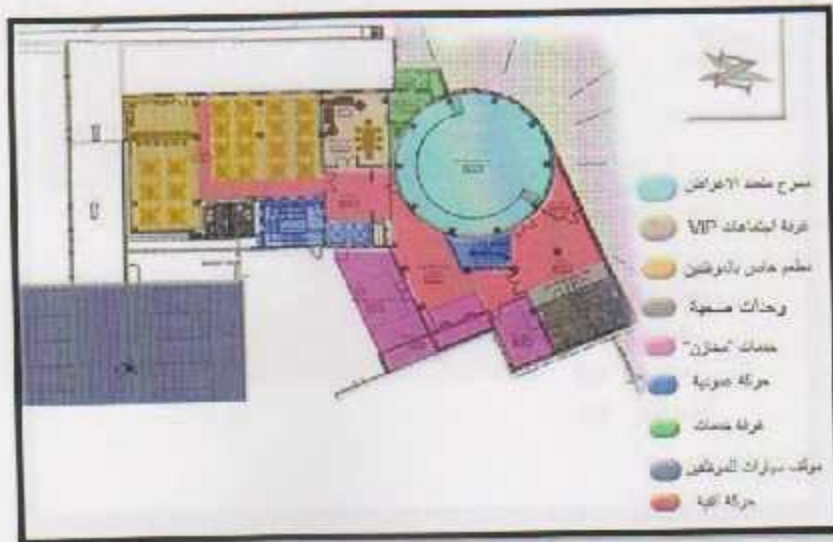 مسرح متعدد الاغراض
غرفة اجتماعات VIP
مطعم خاص بالموظفين
وحدات صحية
خدمات "مخازن"
حركة عمودية
غرفة خدمات
موقف سيارات للموظفين
حركة افقية